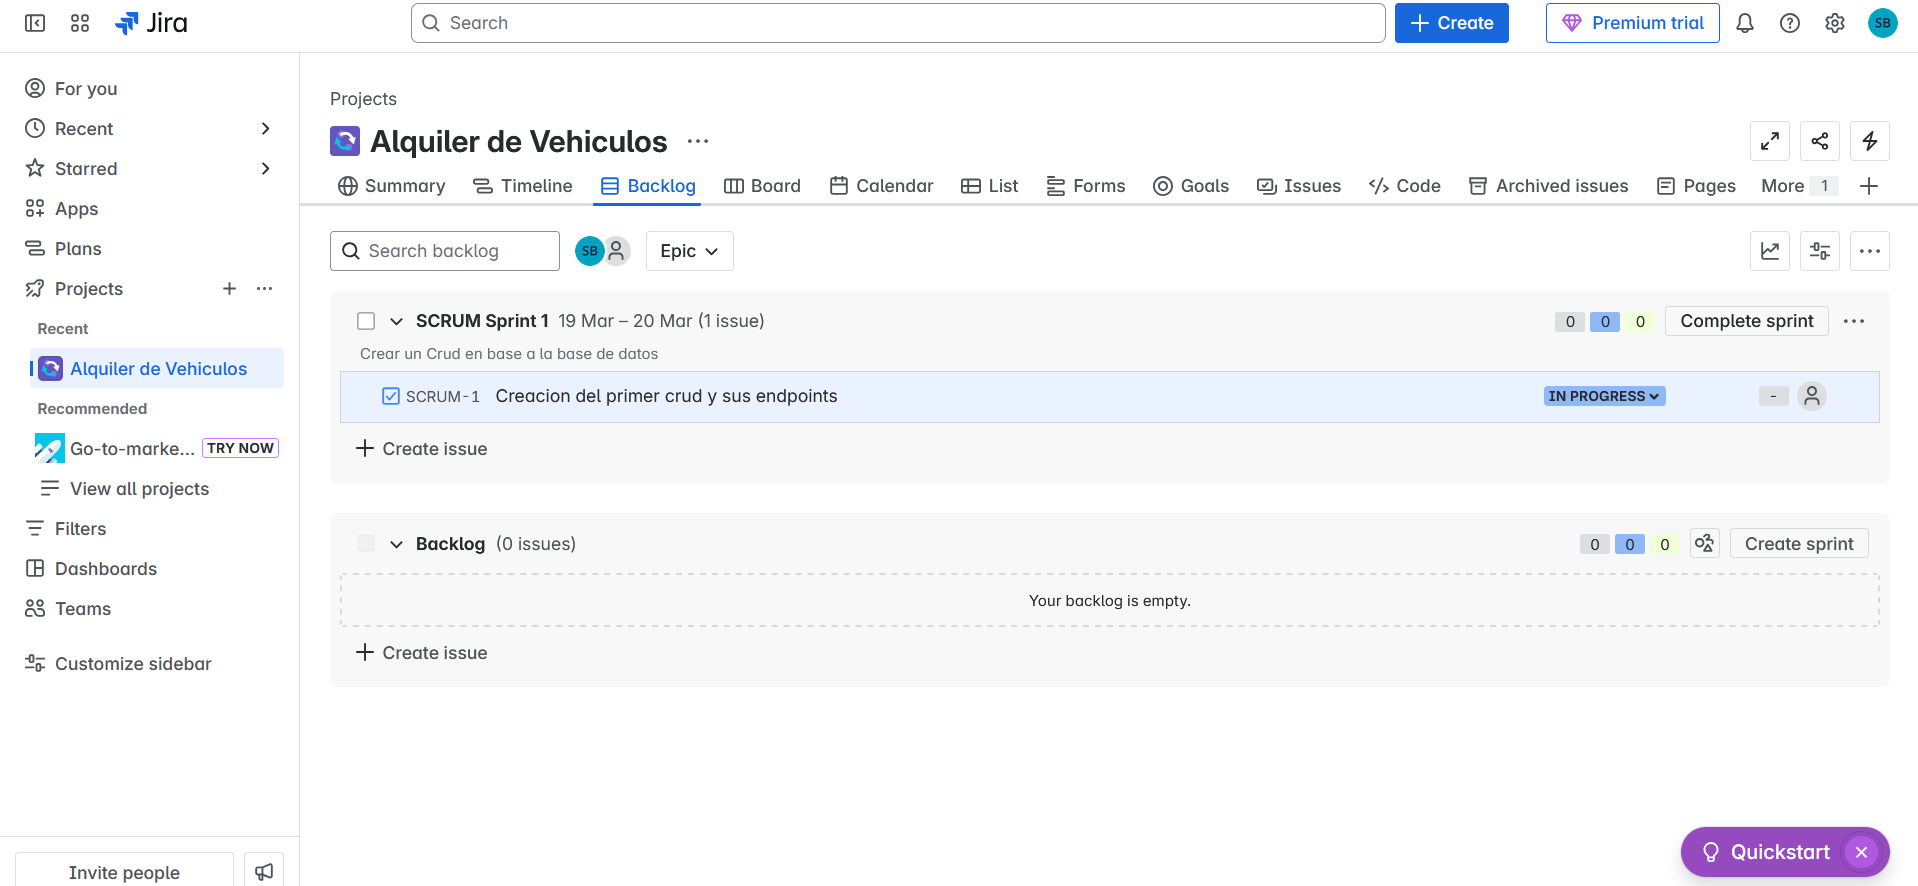 Jira
Search
Create
Premium trial
SB
For you
Recent
Starred
Apps
Plans
Projects
Recent
Alquiler de Vehiculos
Recommended
Go-to-marke... TRY NOW
View all projects
Filters
Dashboards
Teams
Customize sidebar
Invite people
Projects
Alquiler de Vehiculos
Summary Timeline Backlog Board Calendar List Forms Goals Issues Code Archived issues Pages More 1
Search backlog SB Epic
SCRUM Sprint 1 19 Mar – 20 Mar (1 issue) 0 0 0 Complete sprint
Crear un Crud en base a la base de datos
SCRUM-1 Creacion del primer crud y sus endpoints IN PROGRESS -
Create issue
Backlog (0 issues) 0 0 0 Create sprint
Your backlog is empty.
Create issue
Quickstart